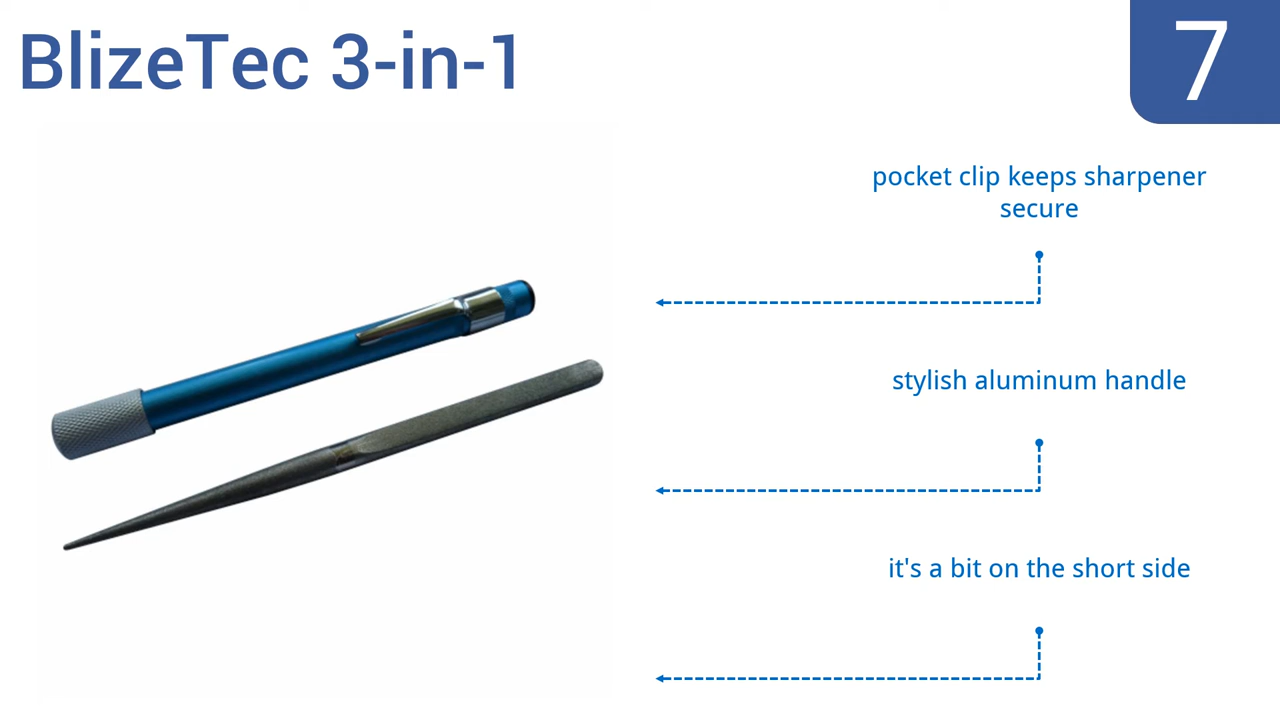 BlizeTec 3-in-1
7
pocket clip keeps sharpener
secure
stylish aluminum handle
it's a bit on the short side